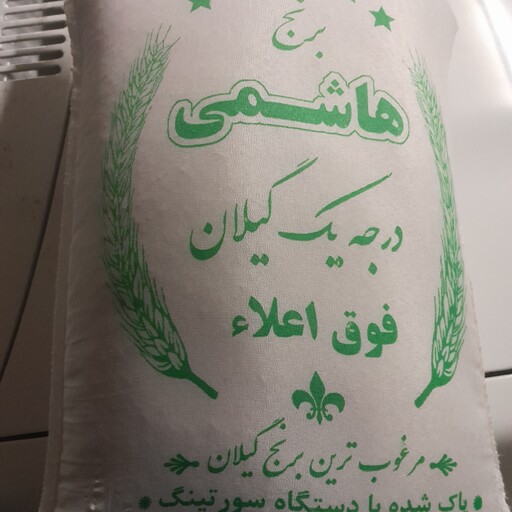 برنج
هاشمی
درجه یک گیلان
فوق اعلاء
مرغوب ترین برنج گیلان
پاک شده با دستگاه سورتینگ